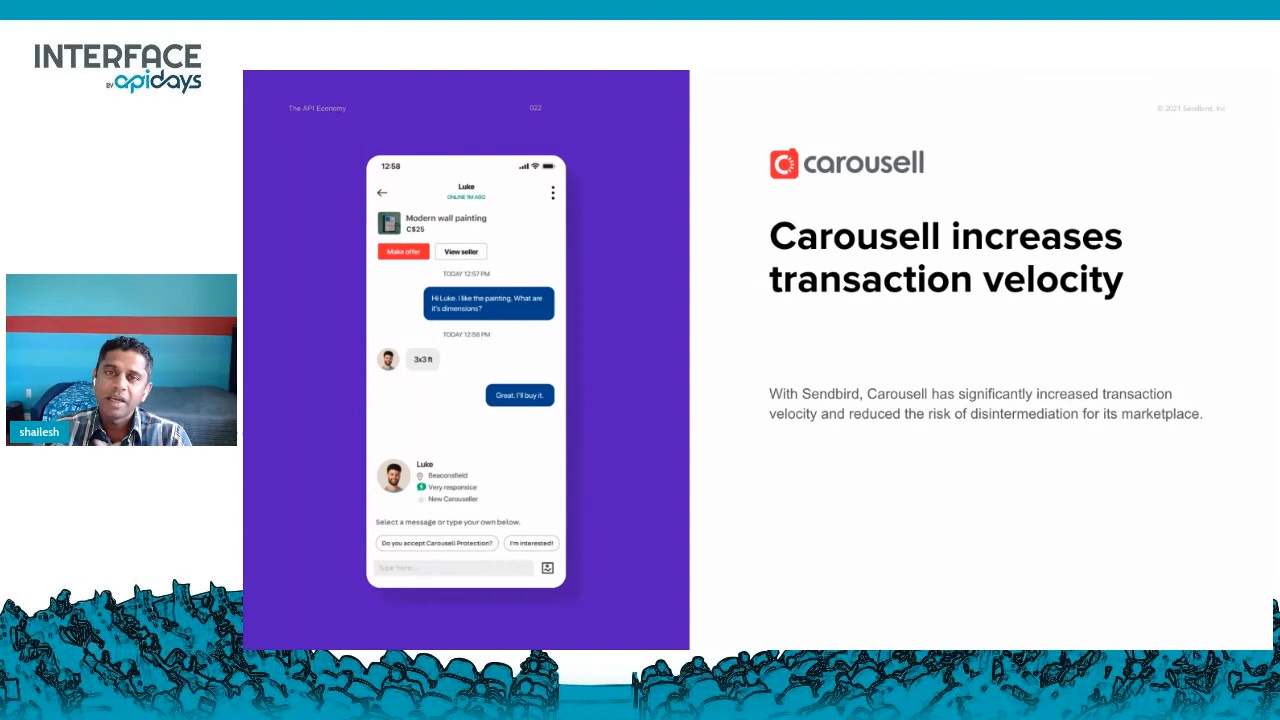 INTERFACE
BY apidays
The API Economy
022
© 2021 Sendbird, Inc
12:58
Luke
ONLINE 1M AGO
Modern wall painting
C$25
Make offer
View seller
TODAY 12:57 PM
Hi Luke. I like the painting. What are
it's dimensions?
TODAY 12:58 PM
3x3 ft
Great. I'll buy it.
Luke
Beaconsfield
Very responsice
New Carouseller
Select a message or type your own below.
Do you accept Carousell Protection?
I'm interested!
Type here...
carousell
Carousell increases
transaction velocity
With Sendbird, Carousell has significantly increased transaction
velocity and reduced the risk of disintermediation for its marketplace.
shailesh